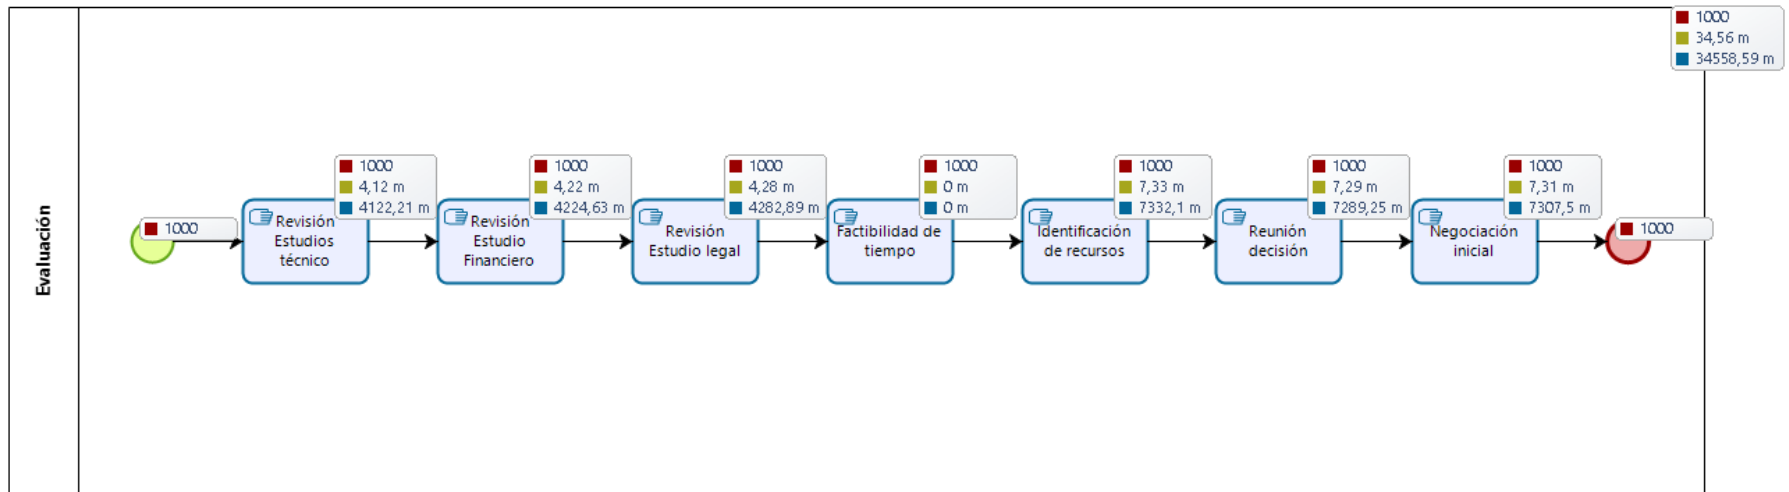 1000
34,56 m
34558,59 m
Evaluación
1000
1000
4,12 m
4122,21 m
Revisión
Estudios
técnico
1000
4,22 m
4224,63 m
Revisión
Estudio
Financiero
1000
4,28 m
4282,89 m
Revisión
Estudio legal
1000
0 m
0 m
Factibilidad de
tiempo
1000
7,33 m
7332,1 m
Identificación
de recursos
1000
7,29 m
7289,25 m
Reunión
decisión
1000
7,31 m
7307,5 m
Negociación
inicial
1000